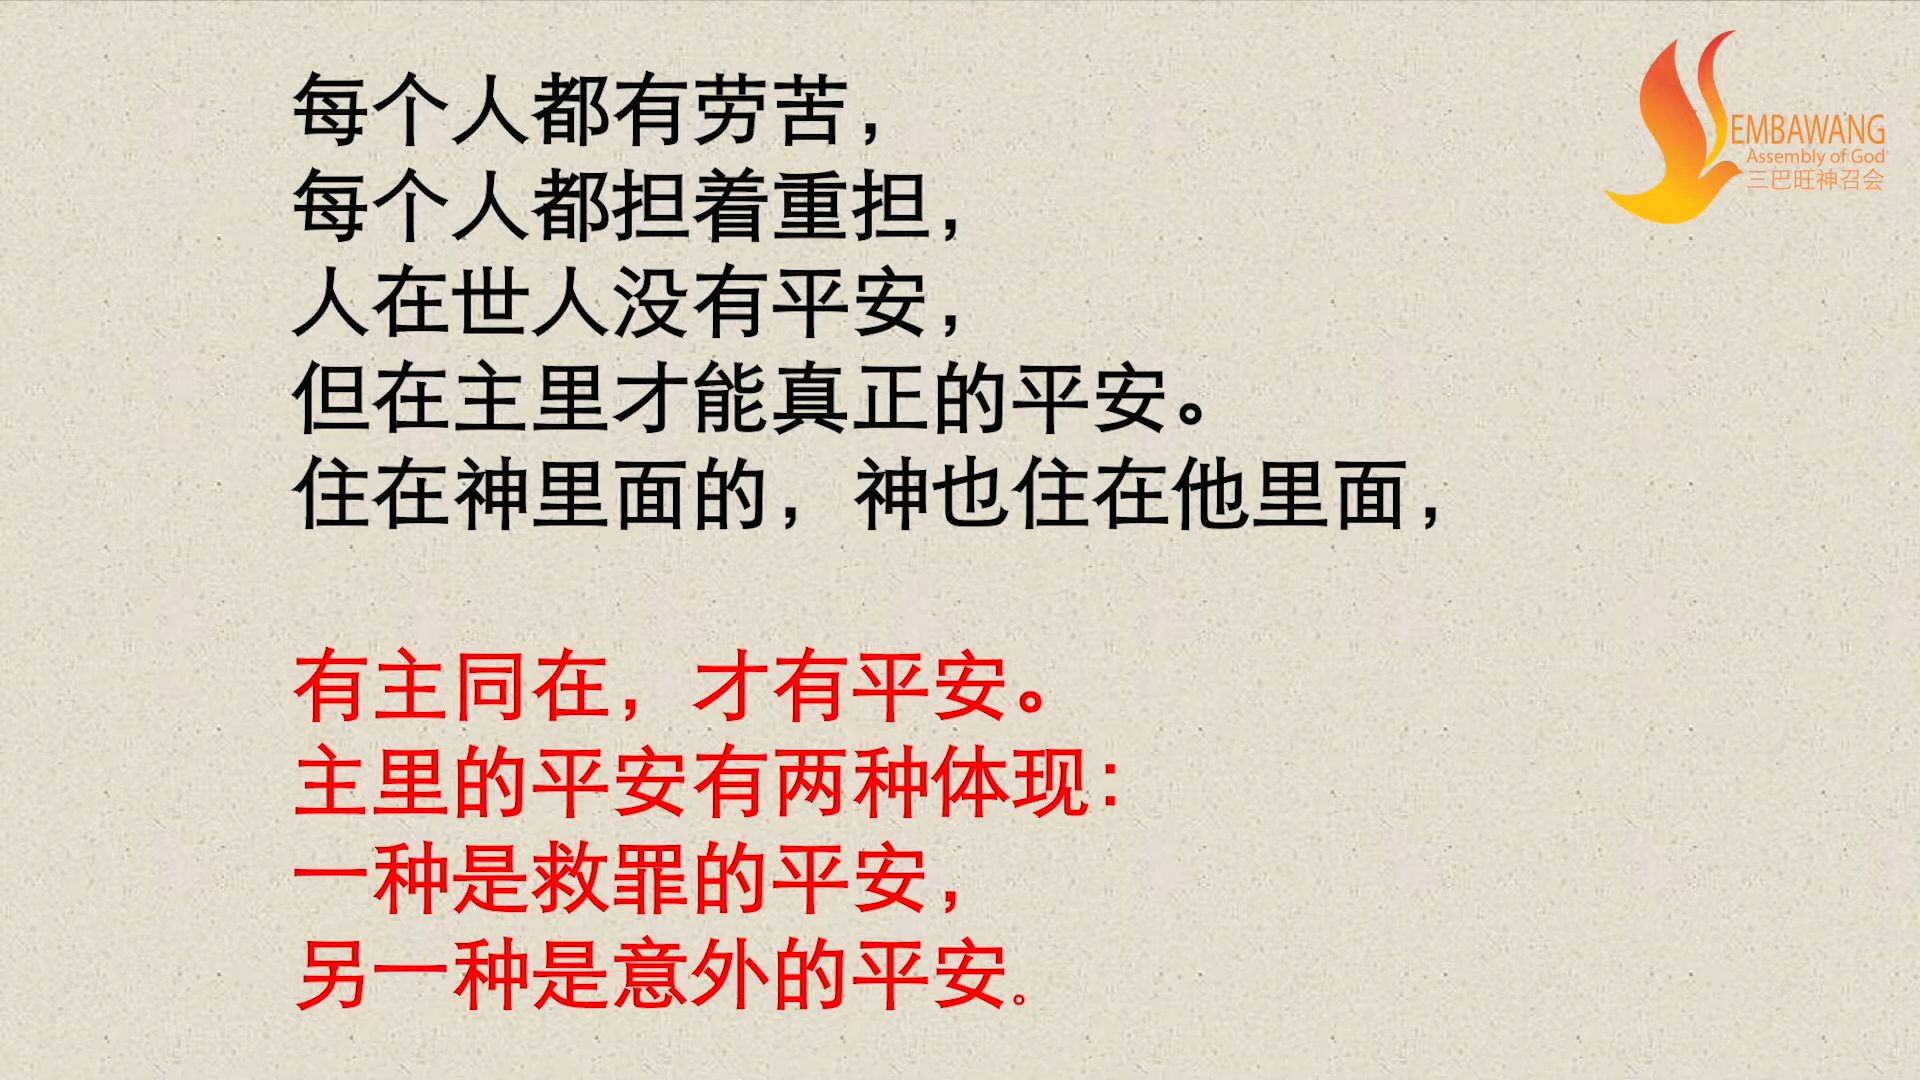 每个人都有劳苦，
每个人都担着重担，
人在世人没有平安，
但在主里才能真正的平安。
住在神里面的，神也住在他里面，
有主同在，才有平安。
主里的平安有两种体现：
一种是救罪的平安，
另一种是意外的平安。
EMBAWANG
Assembly of God
三巴旺神召会